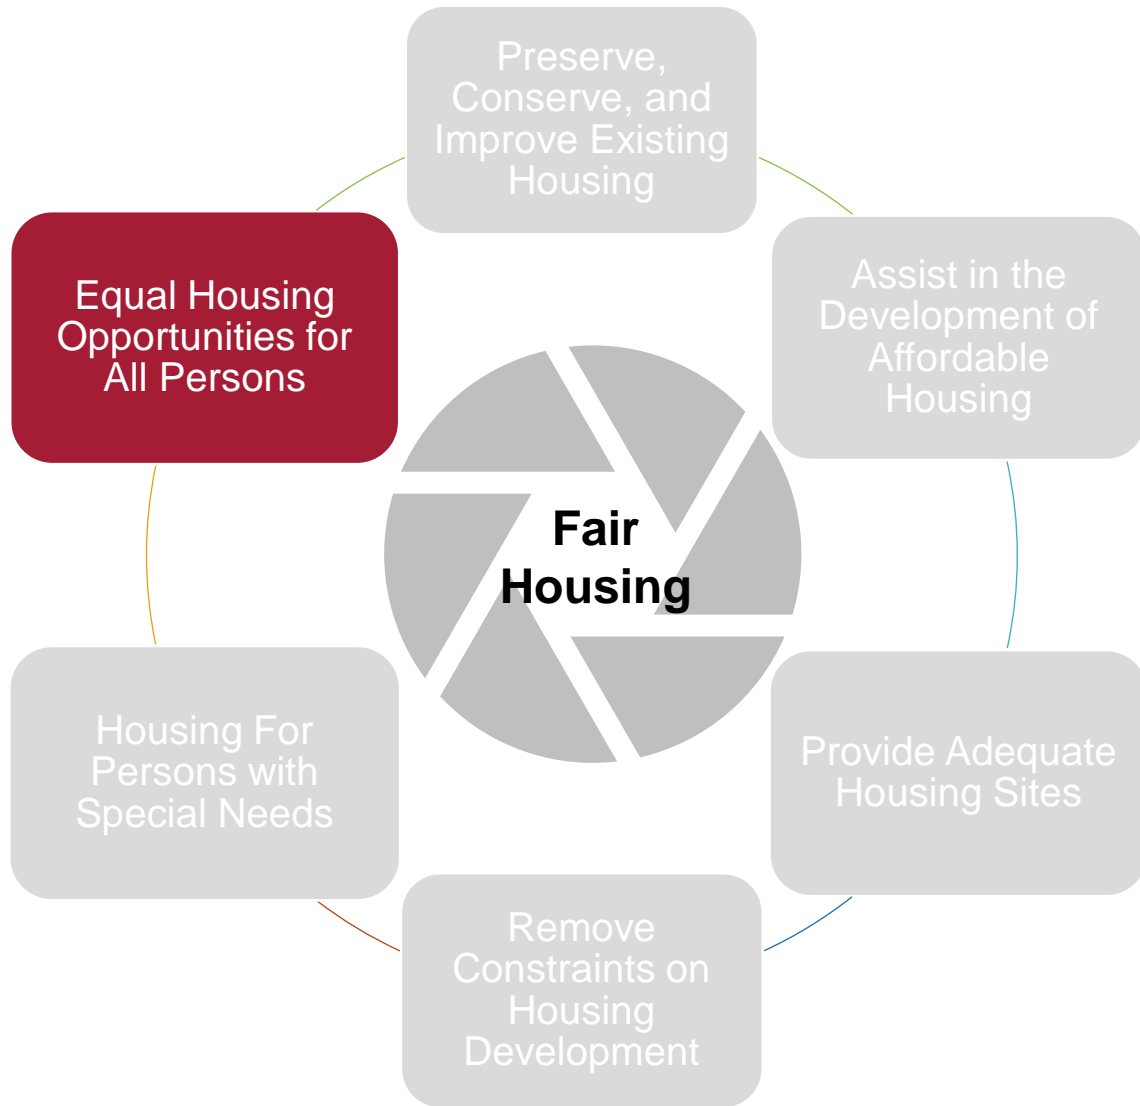 Preserve,
Conserve, and
Improve Existing
Housing
Assist in the
Development of
Affordable
Housing
Provide Adequate
Housing Sites
Remove
Constraints on
Housing
Development
Housing For
Persons with
Special Needs
Equal Housing
Opportunities for
All Persons
Fair
Housing